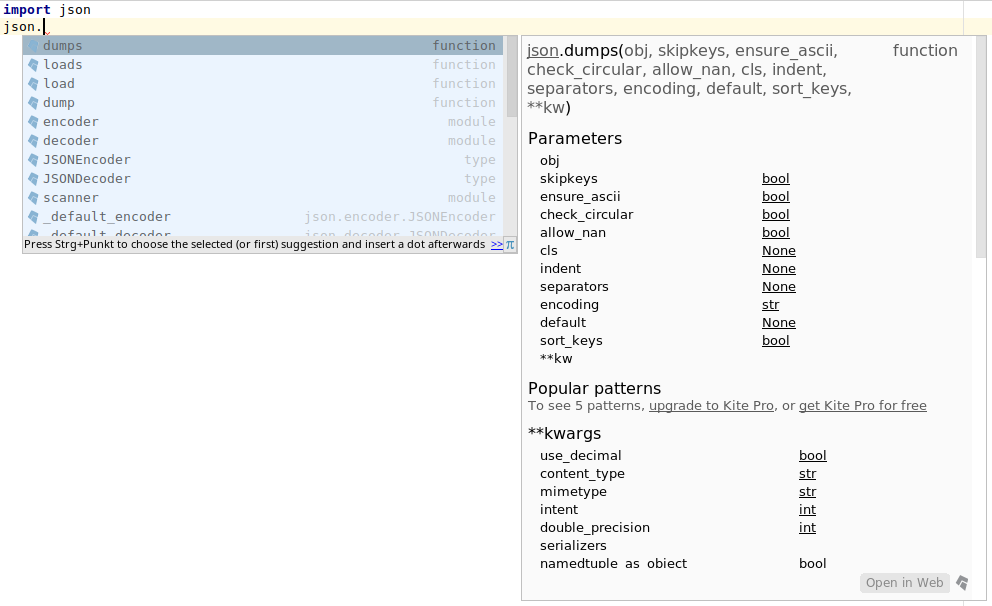 import json
json.
dumps function
loads function
load function
dump function
encoder module
decoder module
JSONEncoder type
JSONDecoder type
scanner module
_default_encoder json.encoder.JSONEncoder
_default_decoder json.decoder.JSONDecoder
Press Strg+Punkt to choose the selected (or first) suggestion and insert a dot afterwards >> π
json.dumps(obj, skipkeys, ensure_ascii, function
check_circular, allow_nan, cls, indent,
separators, encoding, default, sort_keys,
**kw)
Parameters
obj
skipkeys bool
ensure_ascii bool
check_circular bool
allow_nan bool
cls None
indent None
separators None
encoding str
default None
sort_keys bool
**kw
Popular patterns
To see 5 patterns, upgrade to Kite Pro, or get Kite Pro for free
**kwargs
use_decimal bool
content_type str
mimetype str
intent int
double_precision int
serializers
namedtuple_as_object bool
Open in Web